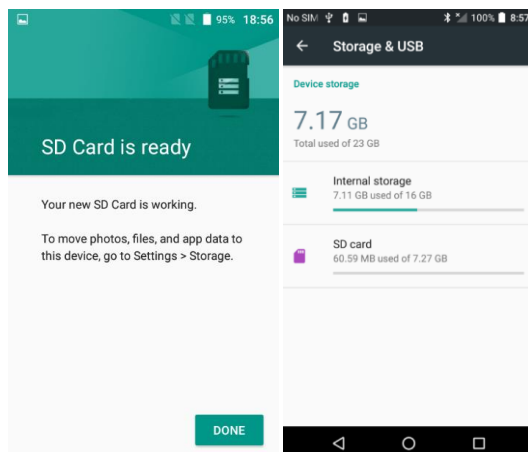 95% 18:56
SD Card is ready
Your new SD Card is working.
To move photos, files, and app data to
this device, go to Settings > Storage.
DONE
No SIM 100% 8:57
Storage & USB
Device storage
7.17 GB
Total used of 23 GB
Internal storage
7.11 GB used of 16 GB
SD card
60.59 MB used of 7.27 GB